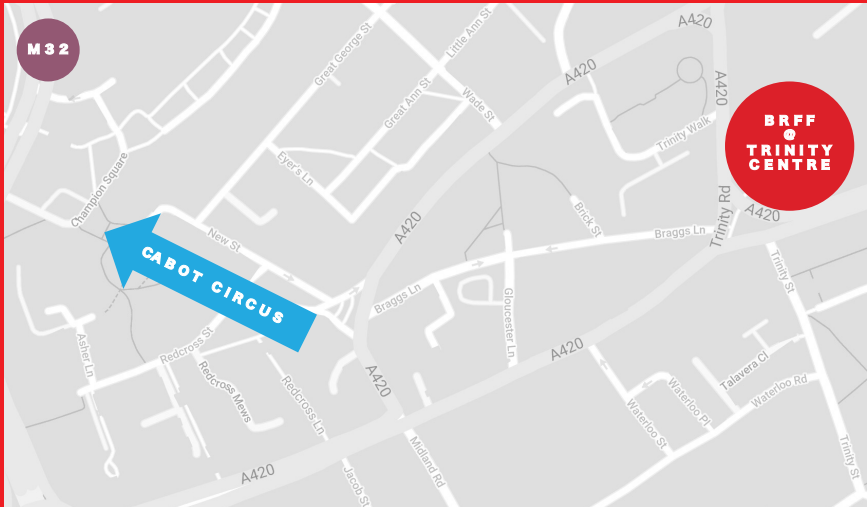 M32
Great George St
Little Ann St
A420
A420
A420
Great Ann St
Wade St
BRFF
@
TRINITY
CENTRE
Trinity Walk
Eyer's Ln
Champion Square
A420
Brick St
Trinity Rd
A420
New St
Braggs Ln
CABOT CIRCUS
Trinity St
Braggs Ln
Gloucester Ln
Asher Ln
Redcross St
A420
Redcross Mews
Redcross Ln
A420
Talavera Cl
Waterloo Rd
Waterloo Pl
Waterloo St
Midland Rd
Trinity St
A420
Jacob St